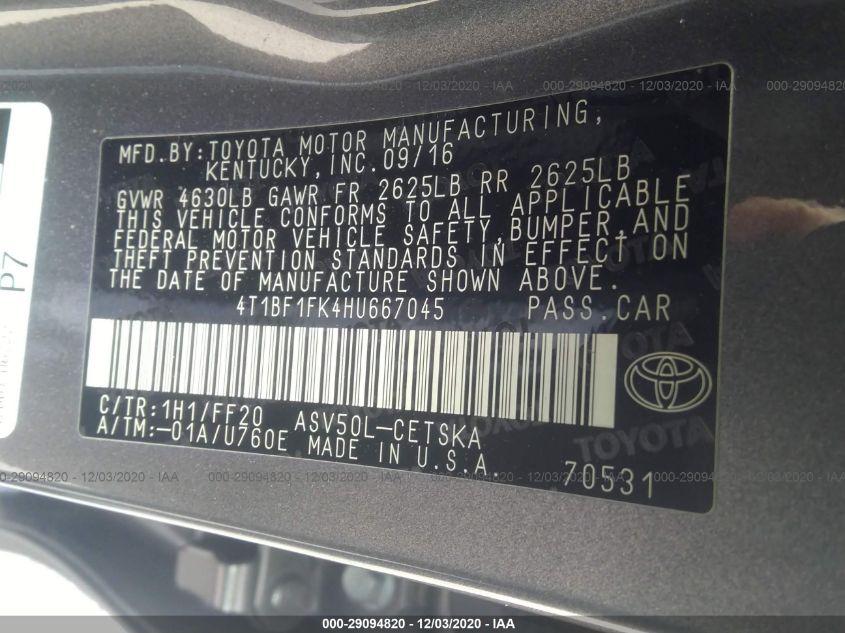 MFD.BY:TOYOTA MOTOR MANUFACTURING,
KENTUCKY,INC.09/16
GVWR 4630LB GAWR FR 2625LB RR 2625LB
THIS VEHICLE CONFORMS TO ALL APPLICABLE
FEDERAL MOTOR VEHICLE SAFETY,BUMPER,AND
THEFT PREVENTION STANDARDS IN EFFECT ON
THE DATE OF MANUFACTURE SHOWN ABOVE.
4T1BF1FK4HU667045 PASS.CAR
C/TR:1H1/FF20 ASV50L-CETSKA
A/TM:-01A/U760E MADE IN U.S.A.
70531
P7
TOYOTA
TOYOTA
000-29094820 - 12/03/2020 - IAA